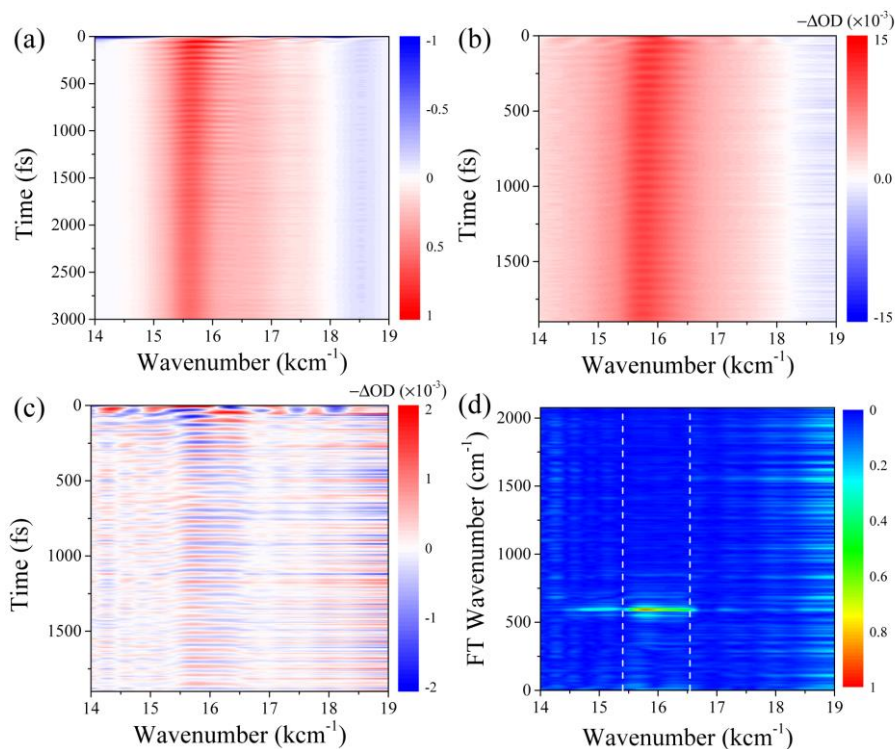 (a)
0
500
1000
1500
2000
2500
3000
Time (fs)
14 15 16 17 18 19
Wavenumber (kcm⁻¹)
-1
-0.5
0
0.5
1
(b)
−ΔOD (×10⁻³)
0
500
1000
1500
Time (fs)
14 15 16 17 18 19
Wavenumber (kcm⁻¹)
15
0.0
-15
(c)
−ΔOD (×10⁻³)
0
500
1000
1500
Time (fs)
14 15 16 17 18 19
Wavenumber (kcm⁻¹)
2
1
0
-1
-2
(d)
2000
1500
1000
500
0
FT Wavenumber (cm⁻¹)
14 15 16 17 18 19
Wavenumber (kcm⁻¹)
0
0.2
0.4
0.6
0.8
1